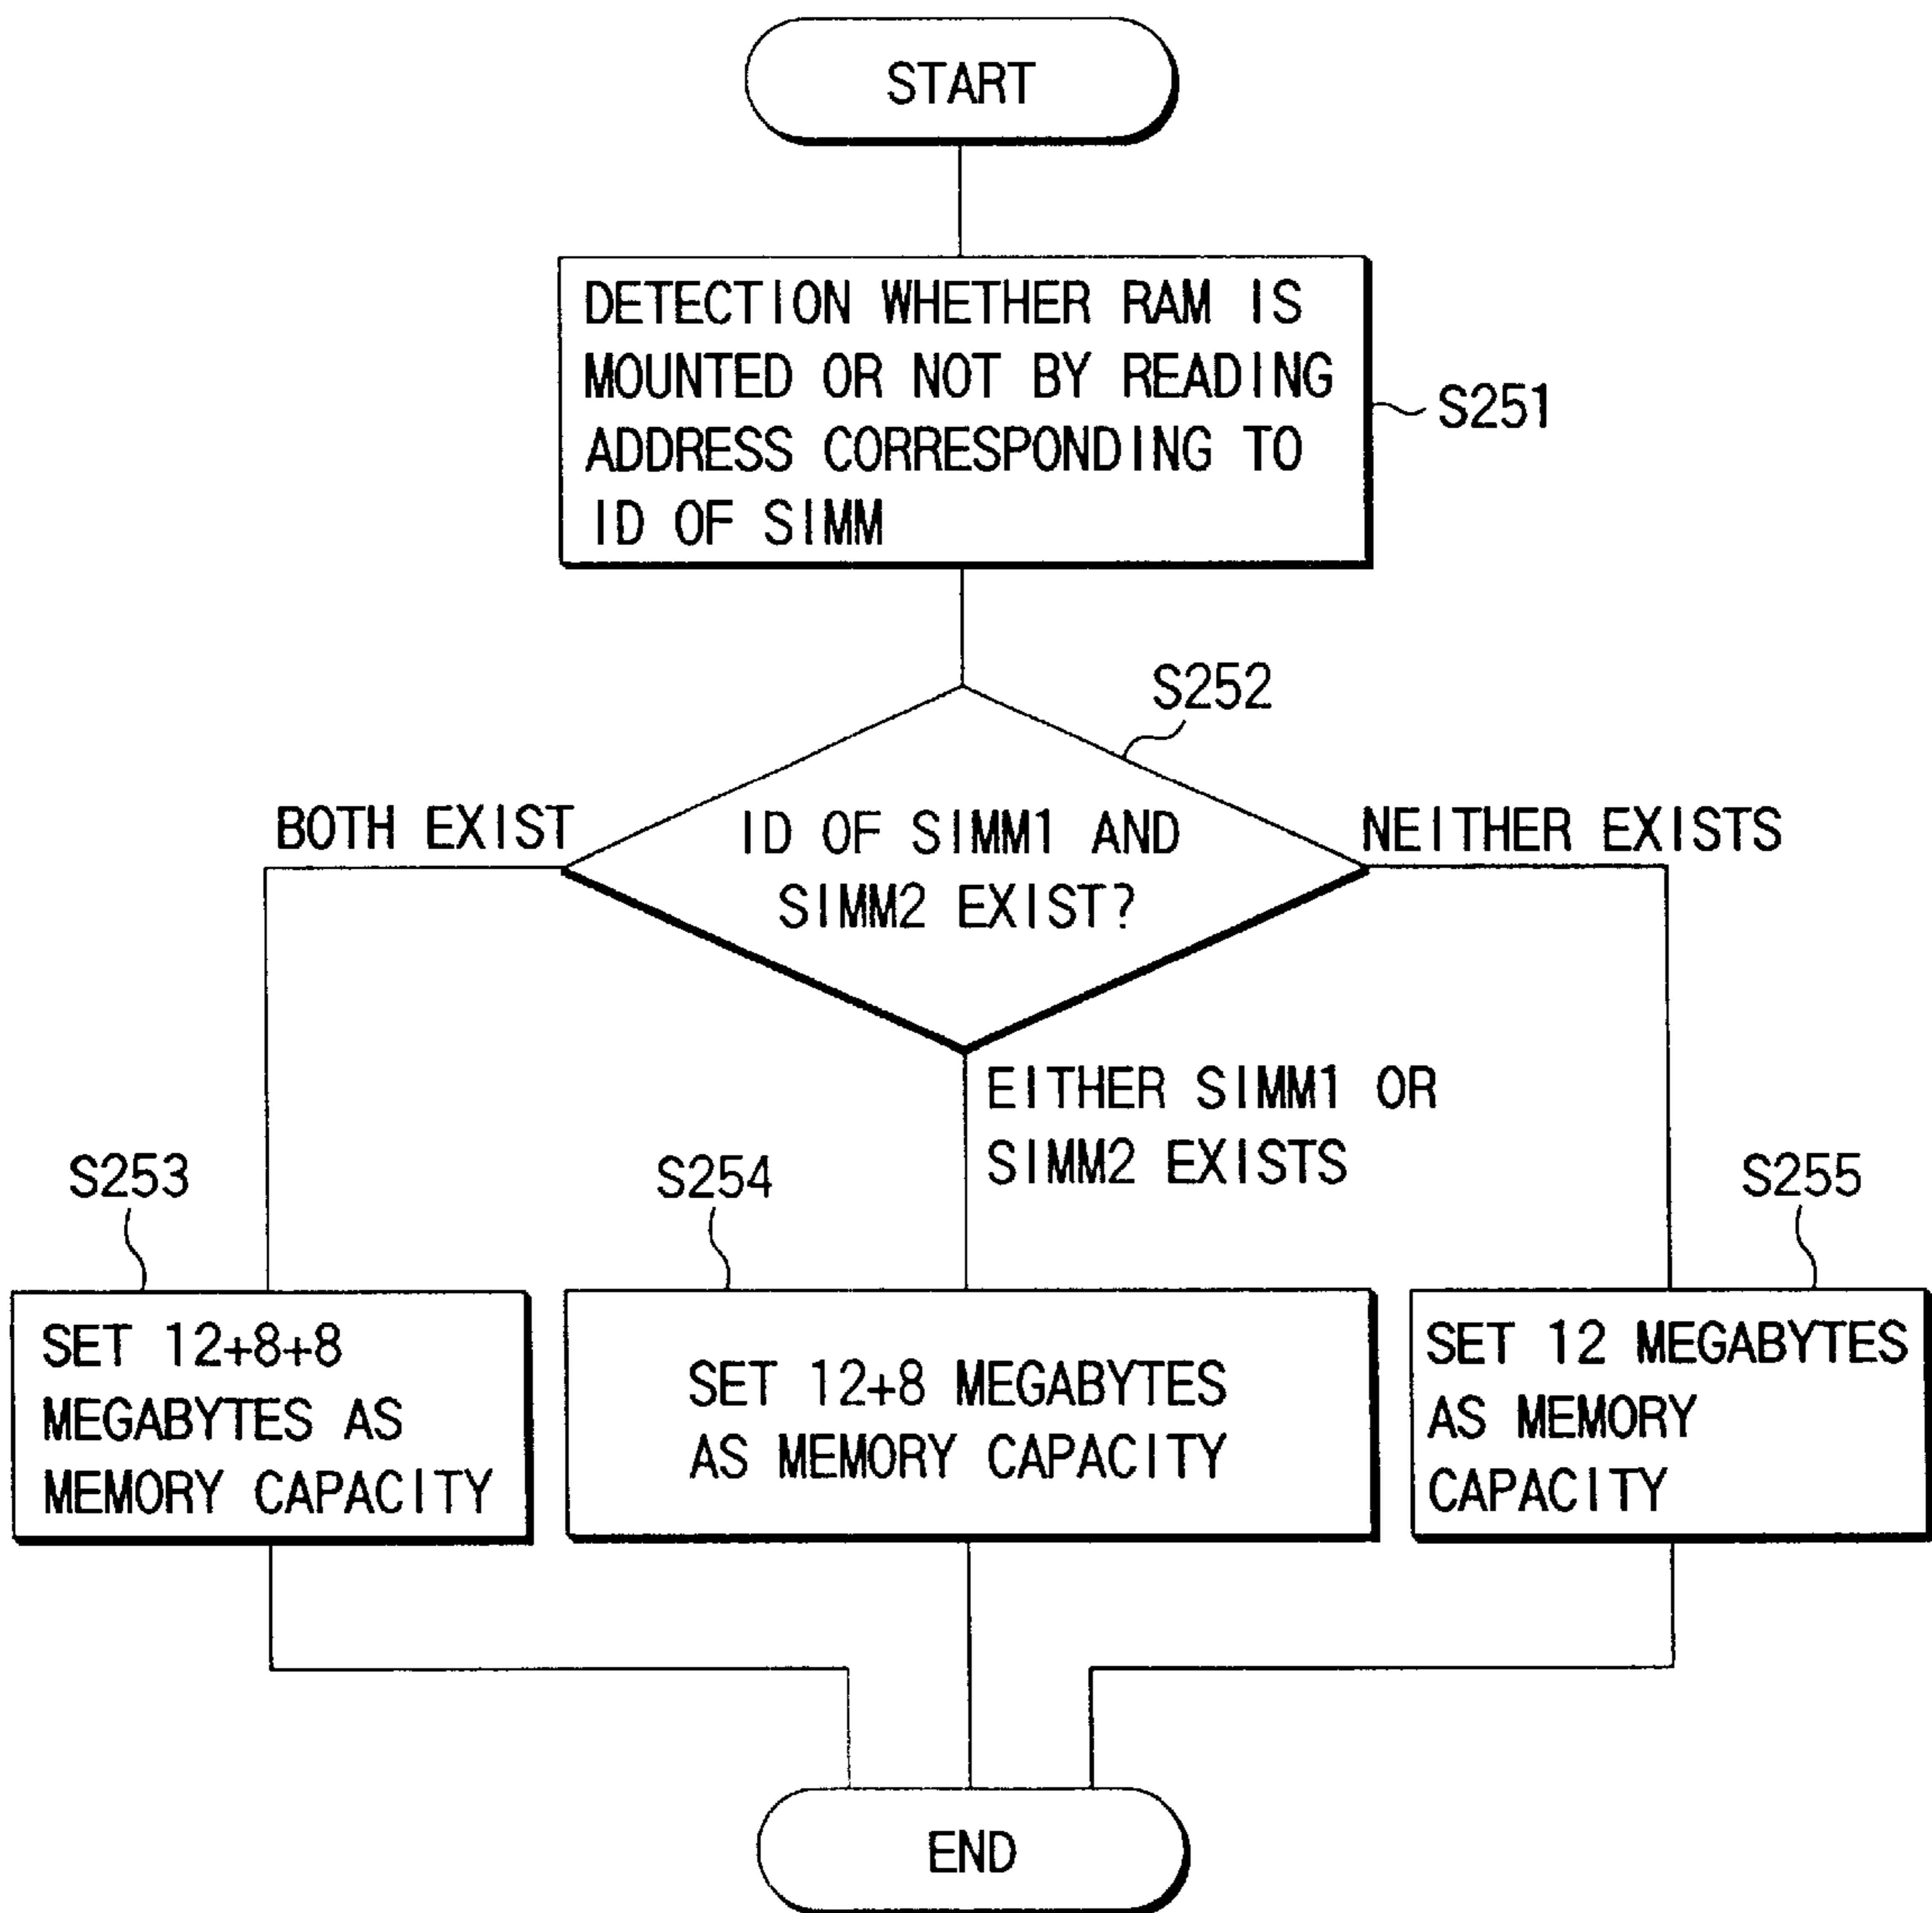 START
DETECTION WHETHER RAM IS
MOUNTED OR NOT BY READING
ADDRESS CORRESPONDING TO
ID OF SIMM
S251
S252
BOTH EXIST
ID OF SIMM1 AND
SIMM2 EXIST?
NEITHER EXISTS
EITHER SIMM1 OR
SIMM2 EXISTS
S253
S254
S255
SET 12+8+8
MEGABYTES AS
MEMORY CAPACITY
SET 12+8 MEGABYTES
AS MEMORY CAPACITY
SET 12 MEGABYTES
AS MEMORY
CAPACITY
END